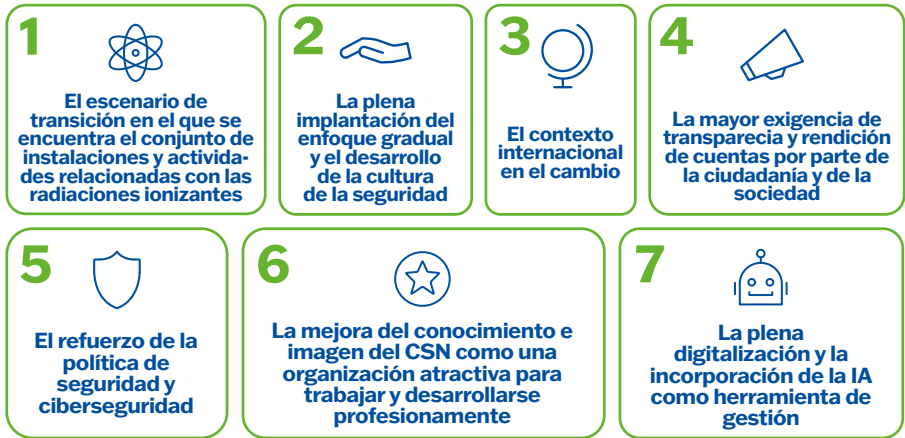 1
El escenario de
transición en el que se
encuentra el conjunto de
instalaciones y activida-
des relacionadas con las
radiaciones ionizantes
2
La plena
implantación del
enfoque gradual
y el desarrollo
de la cultura
de la seguridad
3
El contexto
internacional
en el cambio
4
La mayor exigencia de
transparecia y rendición
de cuentas por parte de
la ciudadanía y de la
sociedad
5
El refuerzo de la
política de
seguridad y
ciberseguridad
6
La mejora del conocimiento e
imagen del CSN como una
organización atractiva para
trabajar y desarrollarse
profesionamente
7
La plena
digitalización y la
incorporación de la IA
como herramienta de
gestión